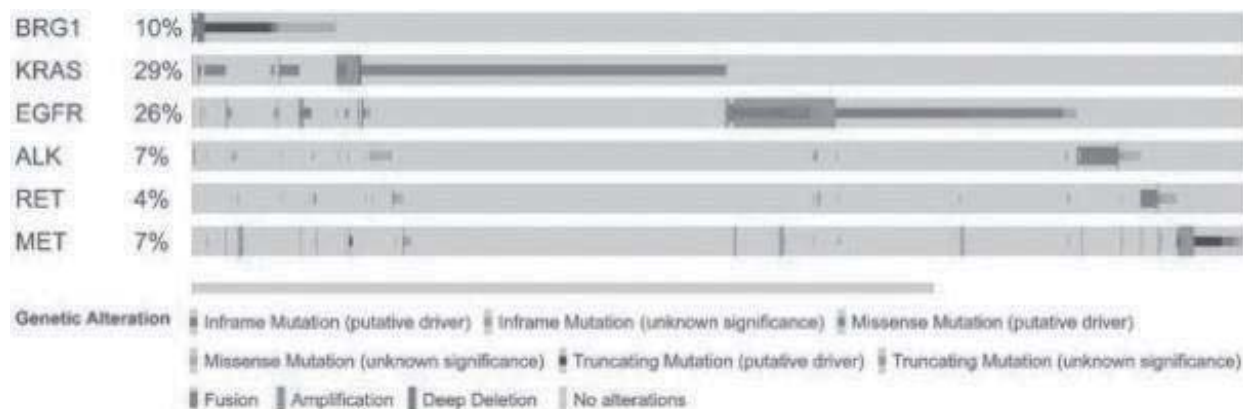 BRG1 10%
KRAS 29%
EGFR 26%
ALK 7%
RET 4%
MET 7%
Genetic Alteration Inframe Mutation (putative driver) Inframe Mutation (unknown significance) Missense Mutation (putative driver)
Missense Mutation (unknown significance) Truncating Mutation (putative driver) Truncating Mutation (unknown significance)
Fusion Amplification Deep Deletion No alterations